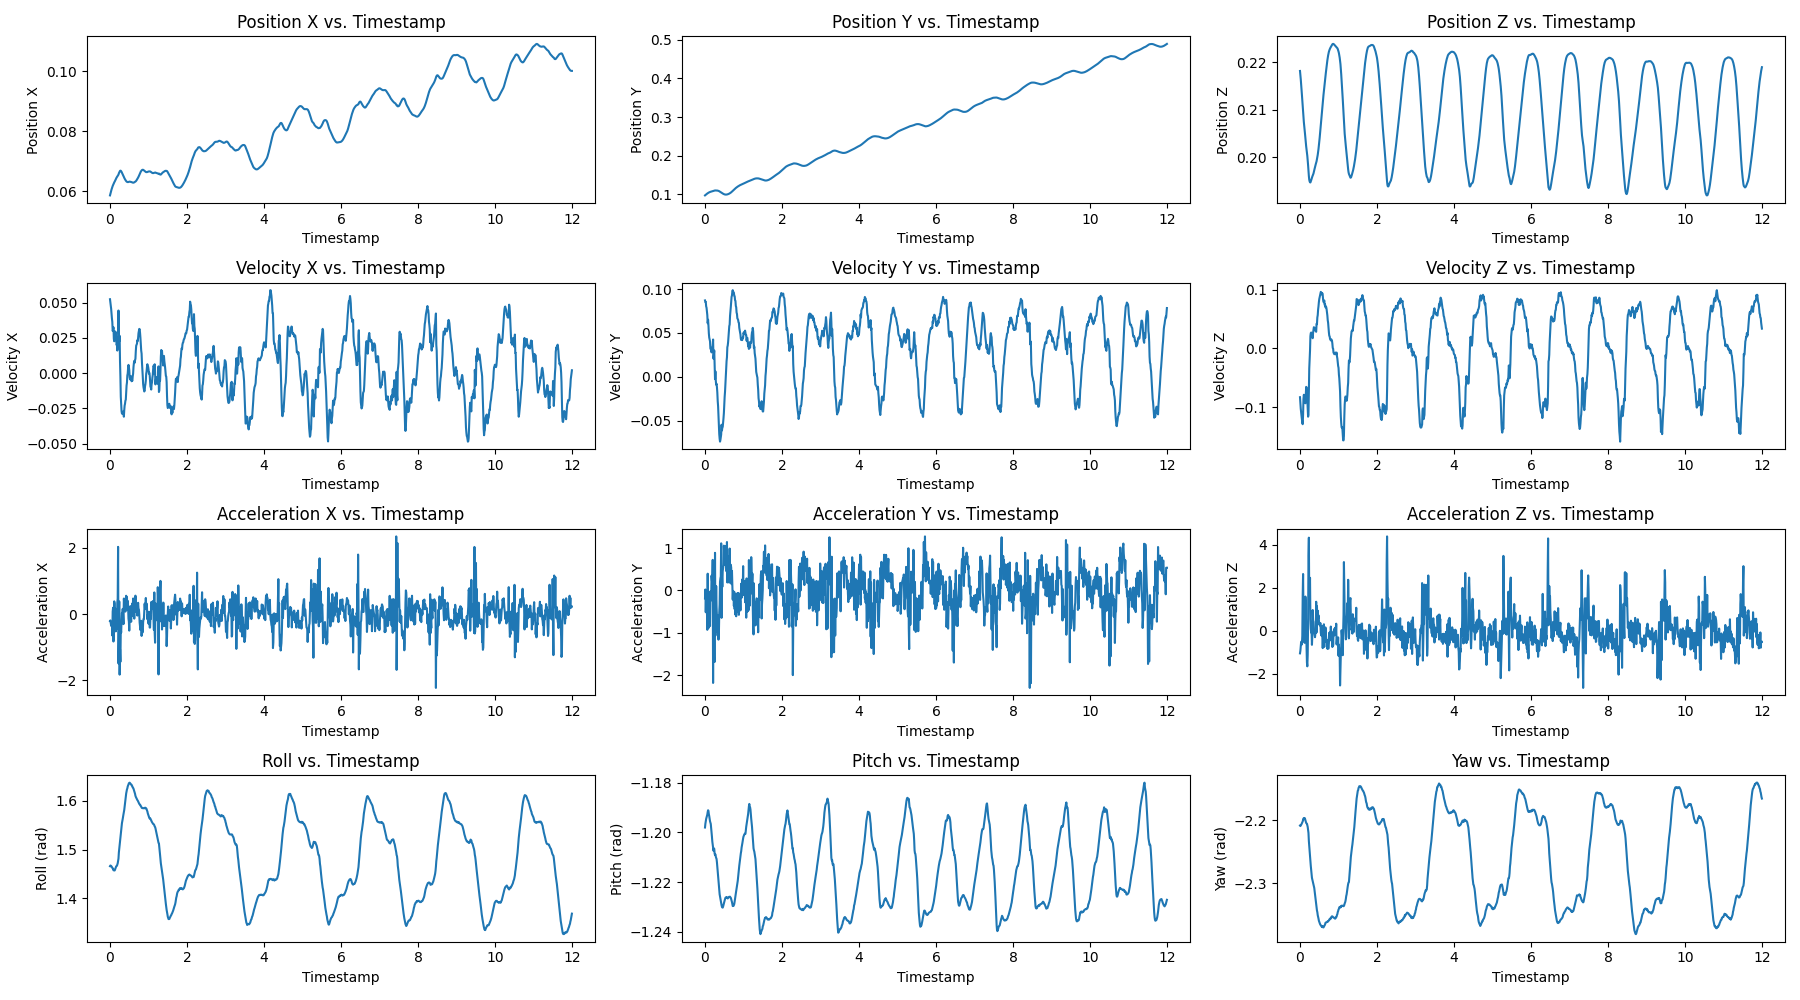 Position X vs. Timestamp Position Y vs. Timestamp Position Z vs. Timestamp
Position X
0.10
0.08
0.06
0 2 4 6 8 10 12
Timestamp
Position Y
0.5
0.4
0.3
0.2
0.1
0 2 4 6 8 10 12
Timestamp
Position Z
0.22
0.21
0.20
0 2 4 6 8 10 12
Timestamp
Velocity X vs. Timestamp Velocity Y vs. Timestamp Velocity Z vs. Timestamp
Velocity X
0.050
0.025
0.000
−0.025
−0.050
0 2 4 6 8 10 12
Timestamp
Velocity Y
0.10
0.05
0.00
−0.05
0 2 4 6 8 10 12
Timestamp
Velocity Z
0.1
0.0
−0.1
0 2 4 6 8 10 12
Timestamp
Acceleration X vs. Timestamp Acceleration Y vs. Timestamp Acceleration Z vs. Timestamp
Acceleration X
2
0
−2
0 2 4 6 8 10 12
Timestamp
Acceleration Y
1
0
−1
−2
0 2 4 6 8 10 12
Timestamp
Acceleration Z
4
2
0
−2
0 2 4 6 8 10 12
Timestamp
Roll vs. Timestamp Pitch vs. Timestamp Yaw vs. Timestamp
Roll (rad)
1.6
1.5
1.4
0 2 4 6 8 10 12
Timestamp
Pitch (rad)
−1.18
−1.20
−1.22
−1.24
0 2 4 6 8 10 12
Timestamp
Yaw (rad)
−2.2
−2.3
0 2 4 6 8 10 12
Timestamp